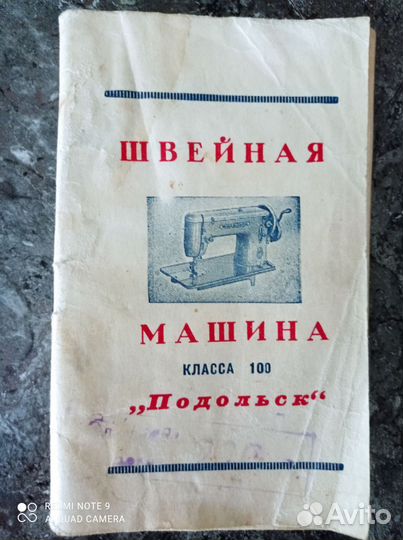 ШВЕЙНАЯ
МАШИНА
КЛАССА 100
„Подольск“
REDMI NOTE 9
AI QUAD CAMERA
Avito